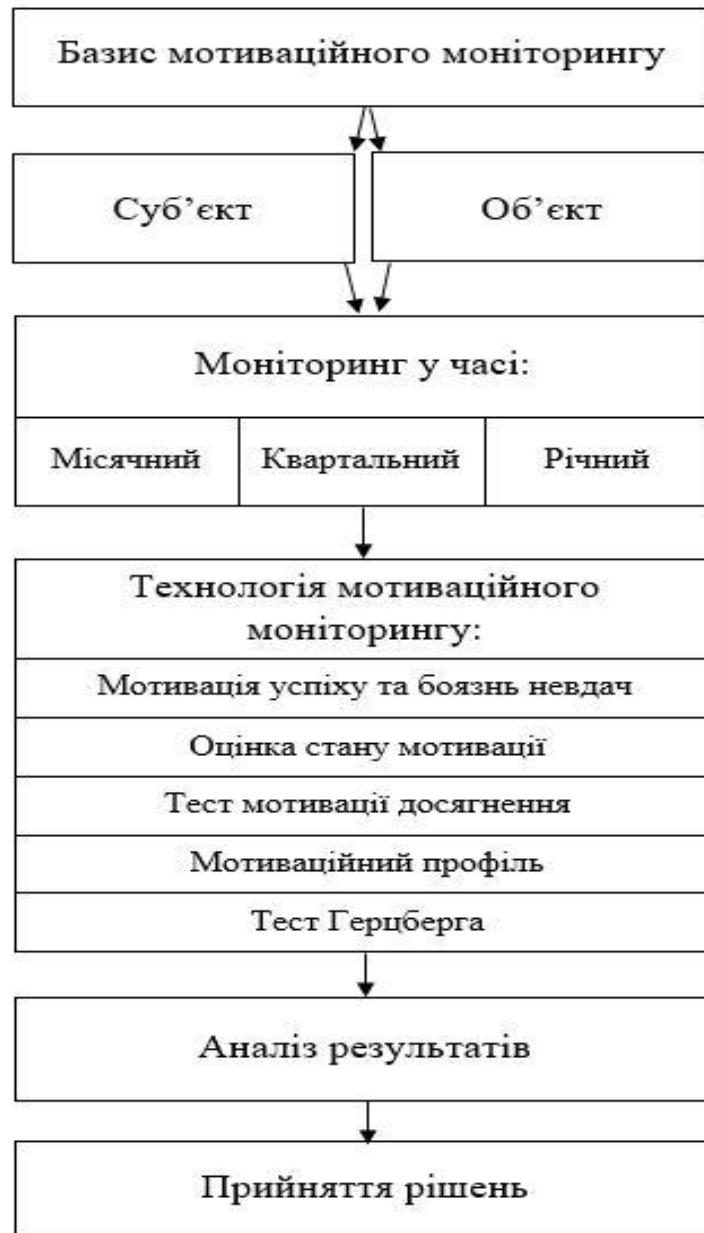 Базис мотиваційного моніторингу
Суб’єкт
Об’єкт
Моніторинг у часі:
Місячний
Квартальний
Річний
Технологія мотиваційного
моніторингу:
Мотивація успіху та боязнь невдач
Оцінка стану мотивації
Тест мотивації досягнення
Мотиваційний профіль
Тест Герцберга
Аналіз результатів
Прийняття рішень